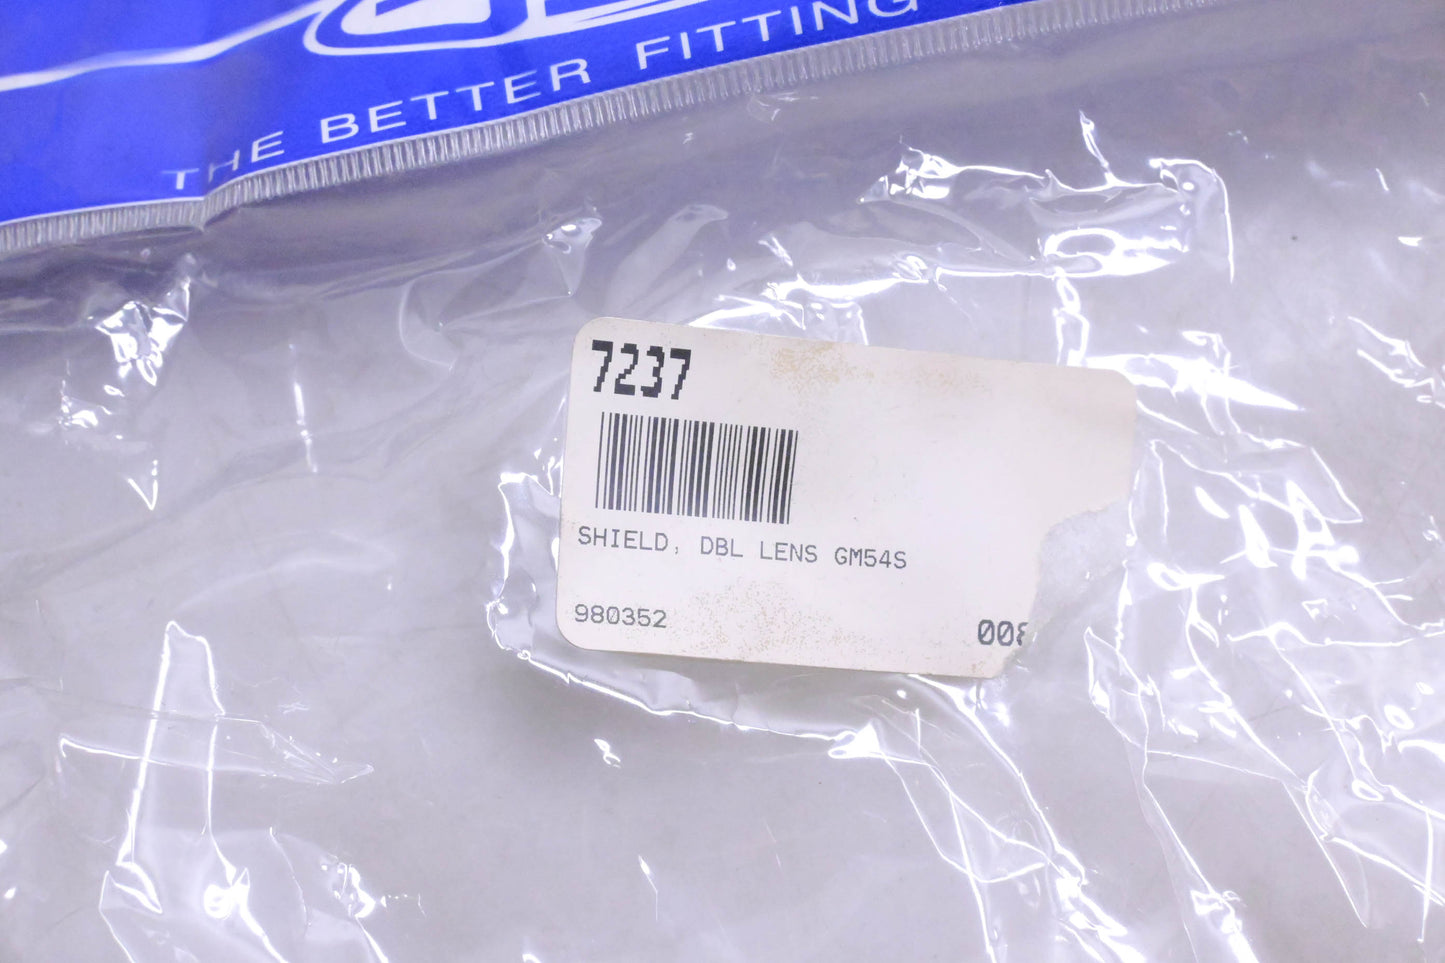 THE BETTER FITTING
7237
SHIELD, DBL LENS GM54S
980352
008